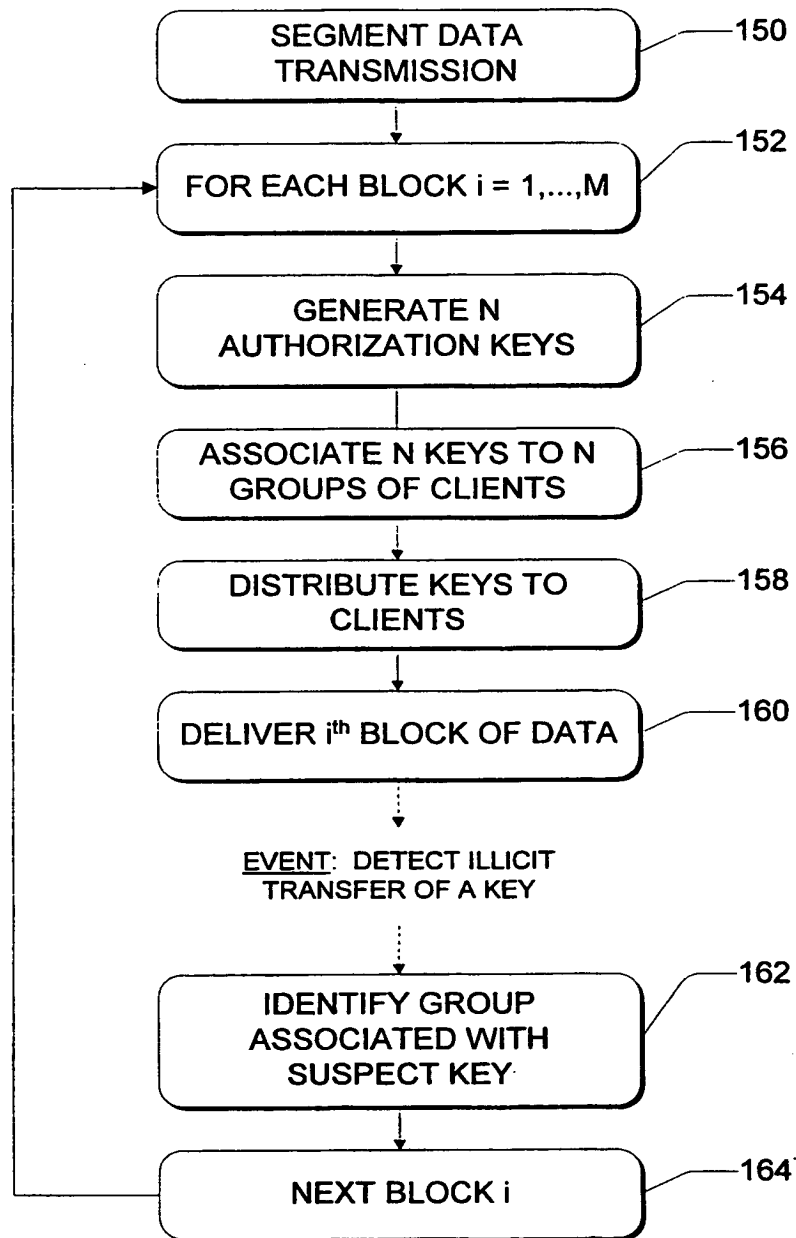 SEGMENT DATA
TRANSMISSION
150
FOR EACH BLOCK i = 1,...,M
152
GENERATE N
AUTHORIZATION KEYS
154
ASSOCIATE N KEYS TO N
GROUPS OF CLIENTS
156
DISTRIBUTE KEYS TO
CLIENTS
158
DELIVER ith BLOCK OF DATA
160
EVENT: DETECT ILLICIT
TRANSFER OF A KEY
IDENTIFY GROUP
ASSOCIATED WITH
SUSPECT KEY
162
NEXT BLOCK i
164